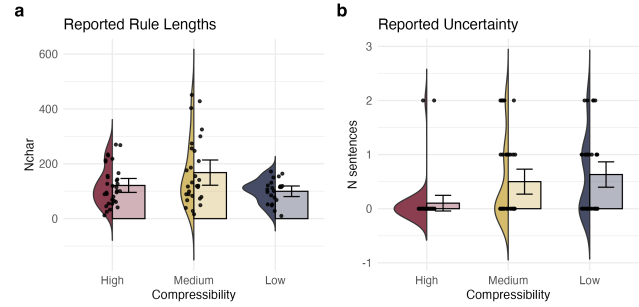 a
Reported Rule Lengths
600
400
200
0
Nchar
High
Medium
Low
Compressibility
b
Reported Uncertainty
3
2
1
0
-1
N sentences
High
Medium
Low
Compressibility